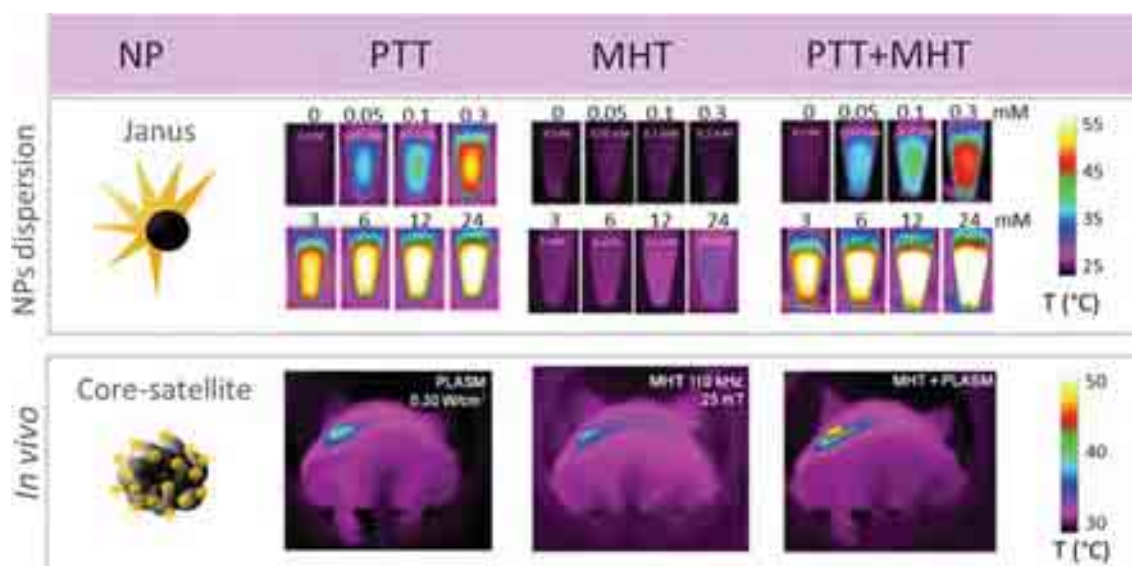 NP PTT MHT PTT+MHT
NPs dispersion
Janus
0 0.05 0.1 0.3
0 0.05 0.1 0.3
0 0.05 0.1 0.3 mM
3 6 12 24
3 6 12 24
3 6 12 24 mM
55
45
35
25
T (°C)
In vivo
Core-satellite
PLASM
0.30 W/cm²
MHT 110 kHz
25 mT
MHT + PLASM
50
40
30
T (°C)